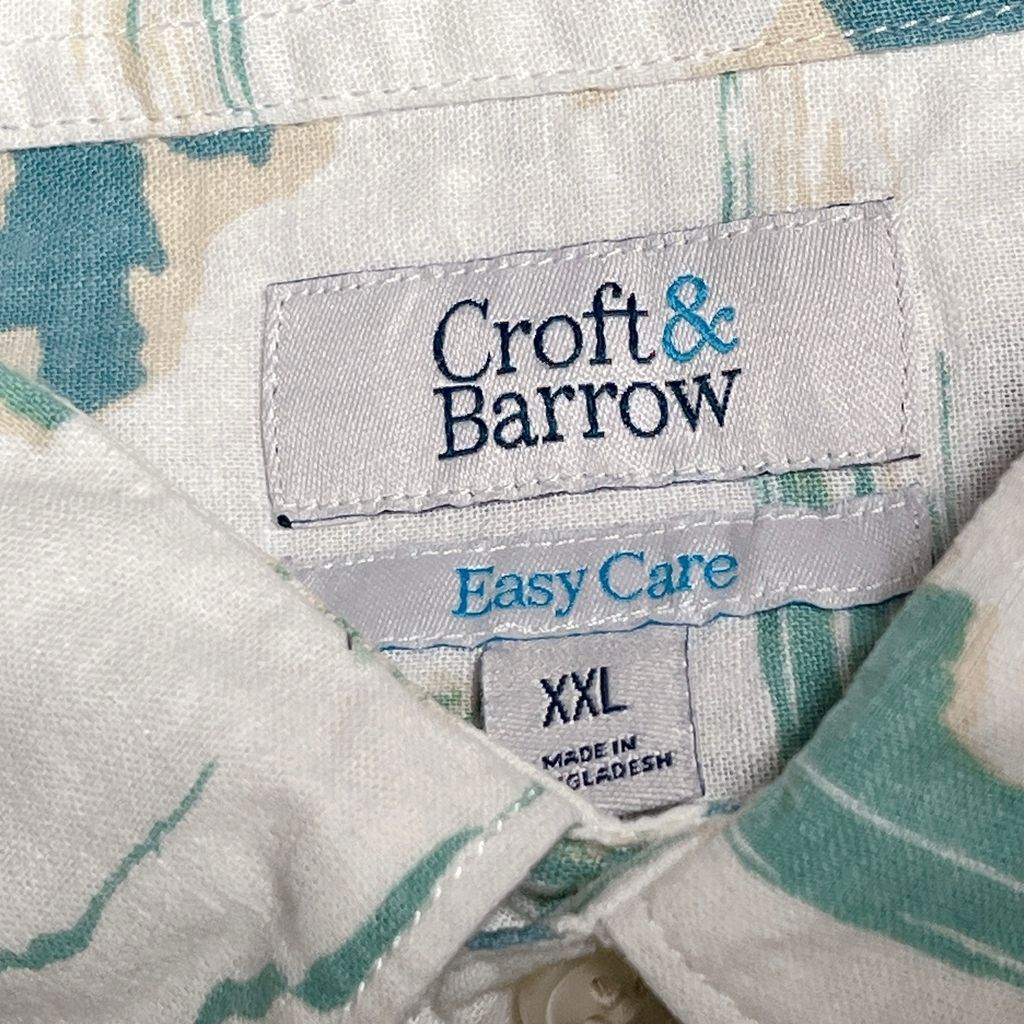 Croft &
Barrow
Easy Care
XXL
MADE IN